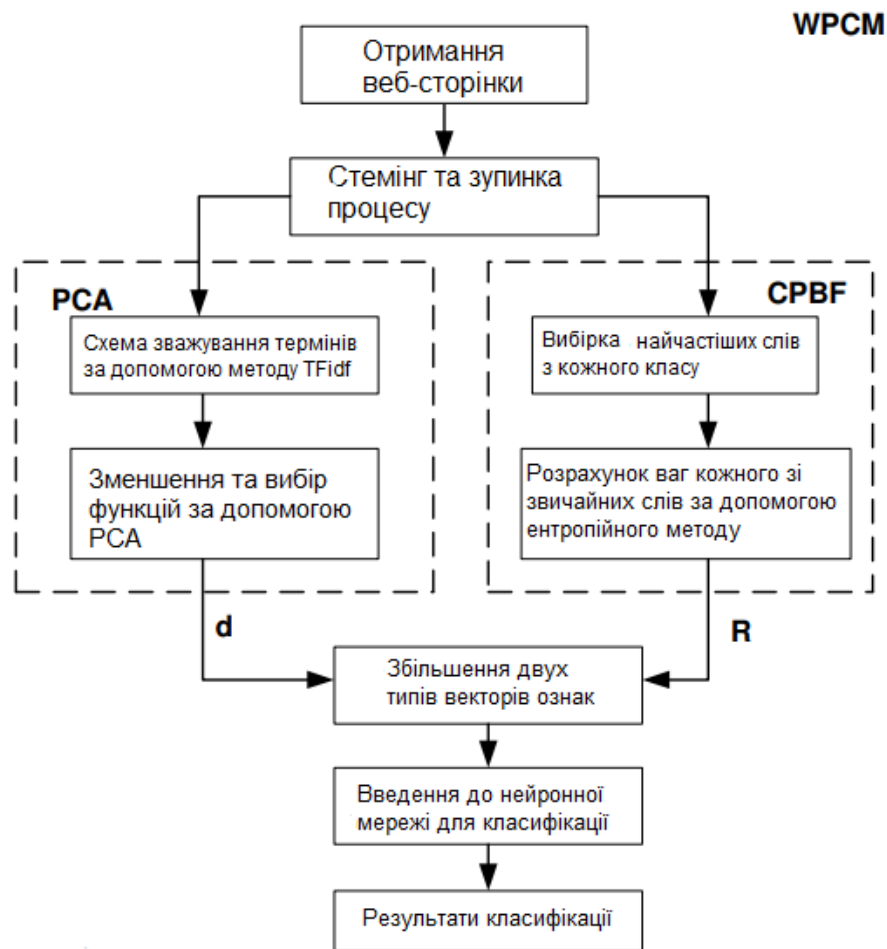 WPCM
Отримання
веб-сторінки
Стемінг та зупинка
процесу
PCA
Схема зважування термінів
за допомогою методу TFidf
Зменшення та вибір
функцій за допомогою
PCA
CPBF
Вибірка найчастіших слів
з кожного класу
Розрахунок ваг кожного зі
звичайних слів за допомогою
ентропійного методу
d
R
Збільшення двух
типів векторів ознак
Введення до нейронної
мережі для класифікації
Результати класифікації